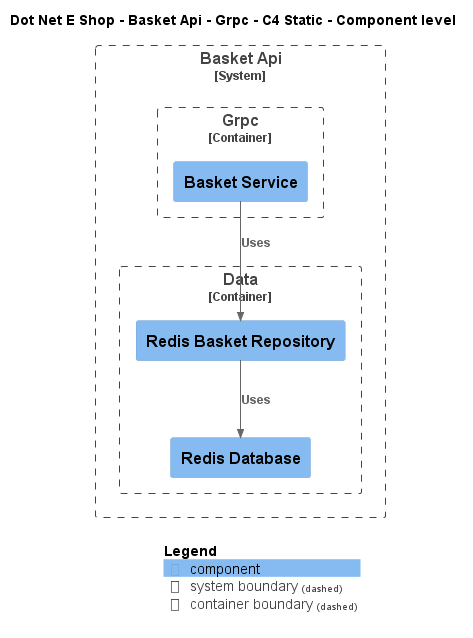 Dot Net E Shop - Basket Api - Grpc - C4 Static - Component level
Basket Api
[System]
Grpc
[Container]
Basket Service
Uses
Data
[Container]
Redis Basket Repository
Uses
Redis Database
Legend
component
system boundary (dashed)
container boundary (dashed)